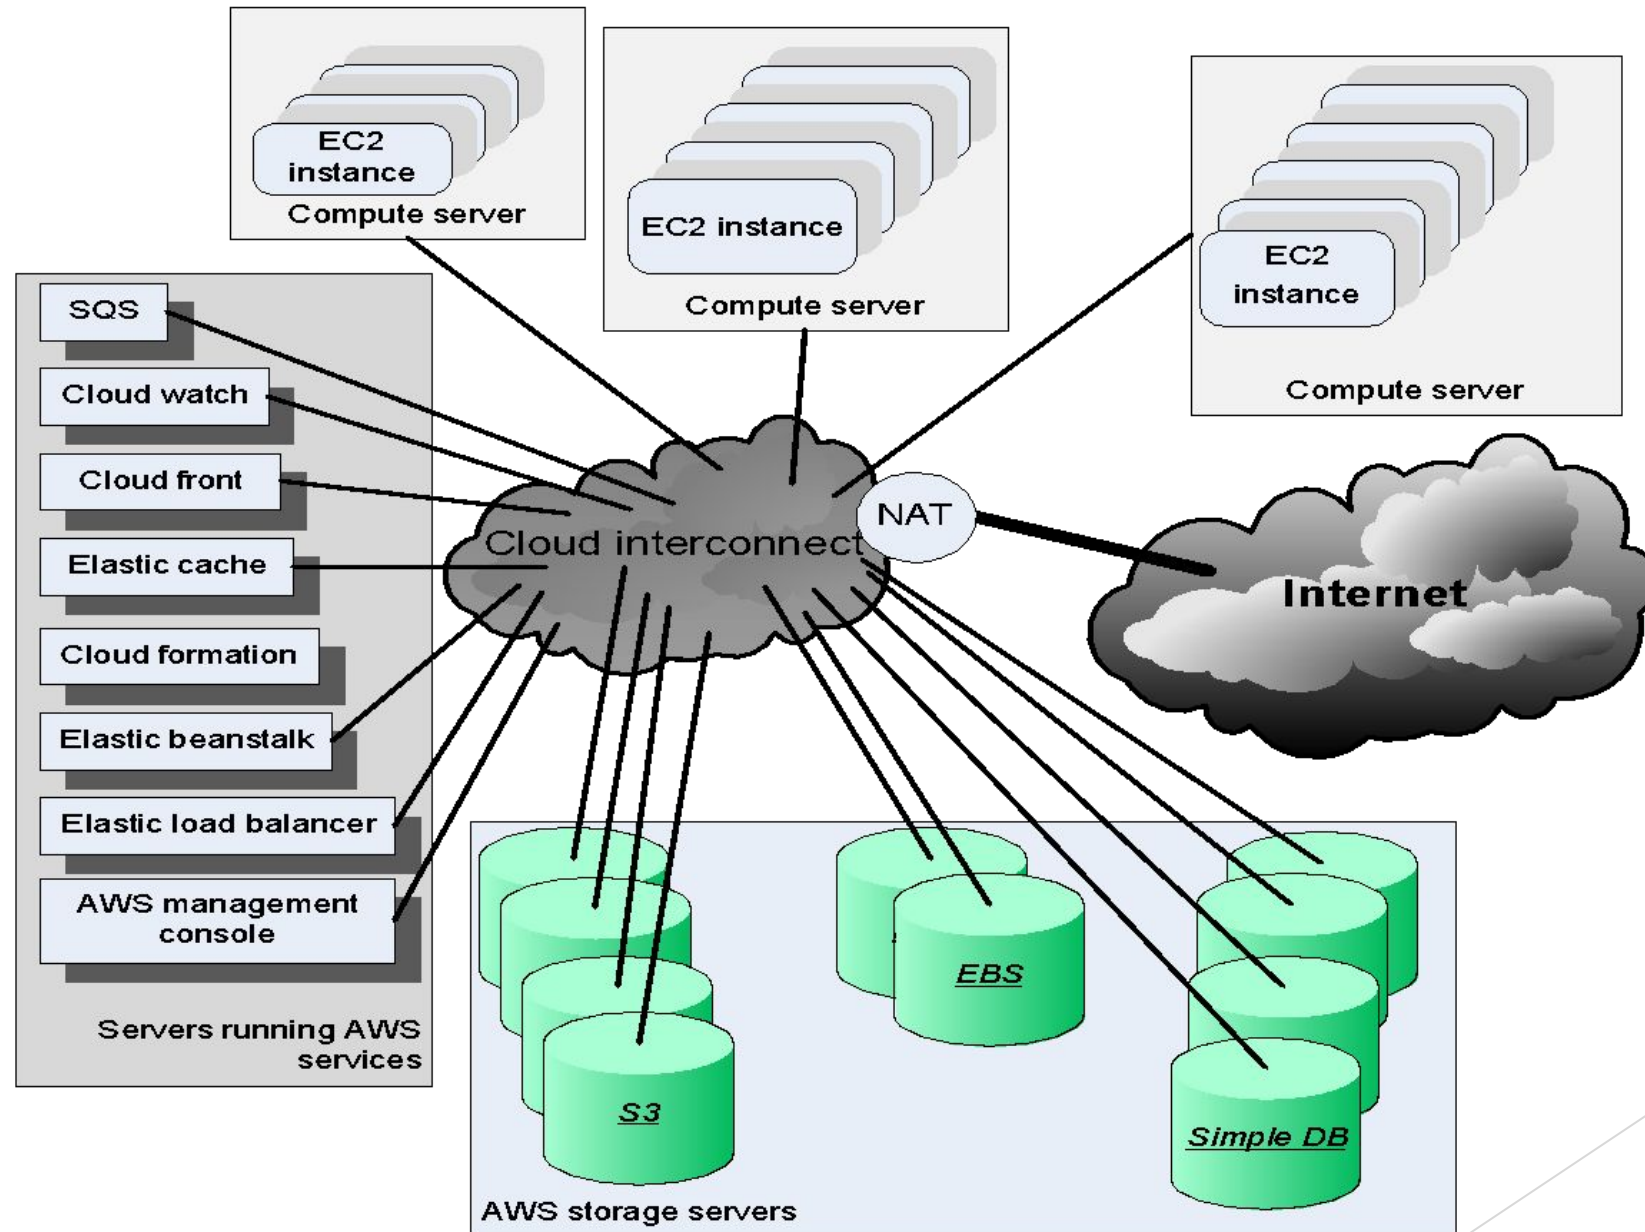 EC2
instance
Compute server
EC2 instance
Compute server
EC2
instance
Compute server
SQS
Cloud watch
Cloud front
Elastic cache
Cloud formation
Elastic beanstalk
Elastic load balancer
AWS management
console
Servers running AWS
services
Cloud interconnect
NAT
Internet
S3
EBS
Simple DB
AWS storage servers